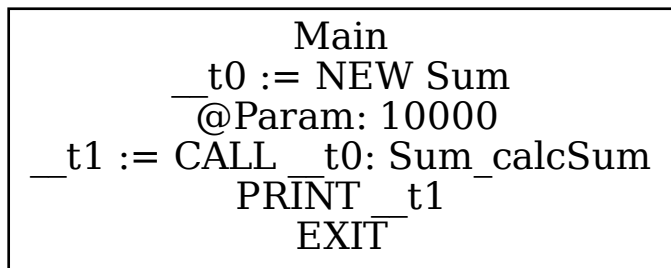 Main
__t0 := NEW Sum
@Param: 10000
__t1 := CALL __t0: Sum_calcSum
PRINT __t1
EXIT